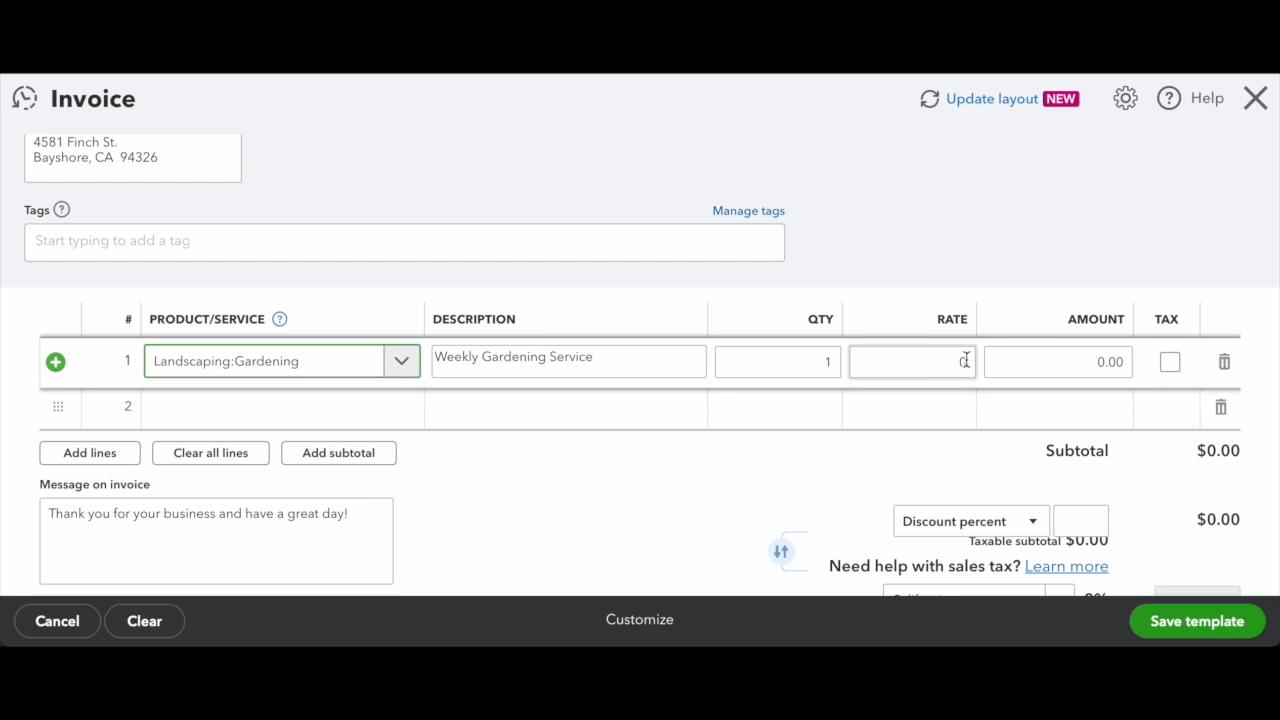 Invoice
Update layout NEW
Help
4581 Finch St.
Bayshore, CA 94326
Tags
Manage tags
Start typing to add a tag
# PRODUCT/SERVICE DESCRIPTION QTY RATE AMOUNT TAX
1 Landscaping:Gardening Weekly Gardening Service 1 0 0.00
2
Add lines Clear all lines Add subtotal
Subtotal $0.00
Message on invoice
Thank you for your business and have a great day!
Discount percent $0.00
Taxable subtotal $0.00
Need help with sales tax? Learn more
Cancel Clear Customize Save template